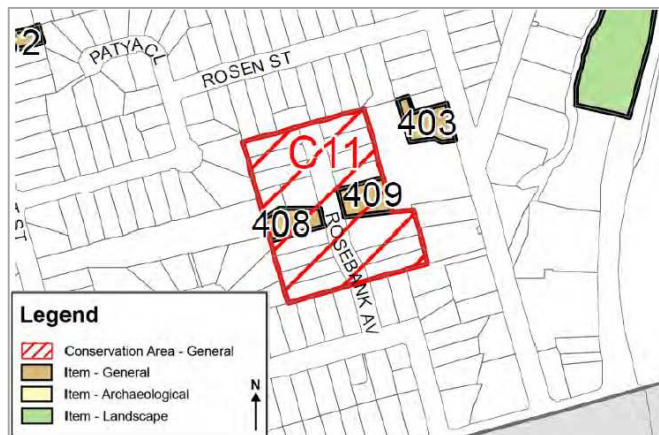 PATYA CL
ROSEN ST
403
C11
409
408
ROSEBANK AV
ST
Legend
Conservation Area - General
Item - General
Item - Archaeological
Item - Landscape
N